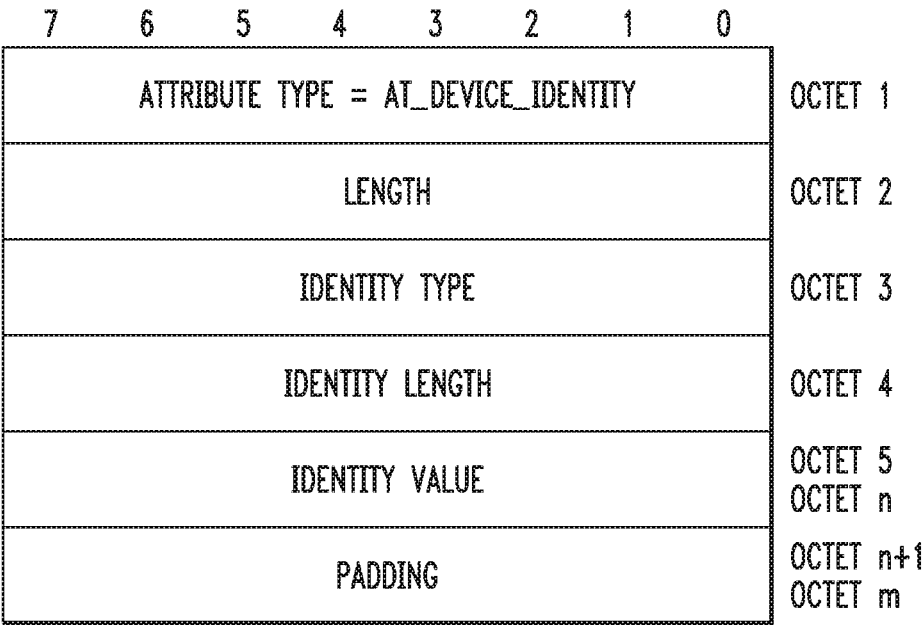 7 6 5 4 3 2 1 0
ATTRIBUTE TYPE = AT_DEVICE_IDENTITY OCTET 1
LENGTH OCTET 2
IDENTITY TYPE OCTET 3
IDENTITY LENGTH OCTET 4
IDENTITY VALUE OCTET 5
OCTET n
PADDING OCTET n+1
OCTET m